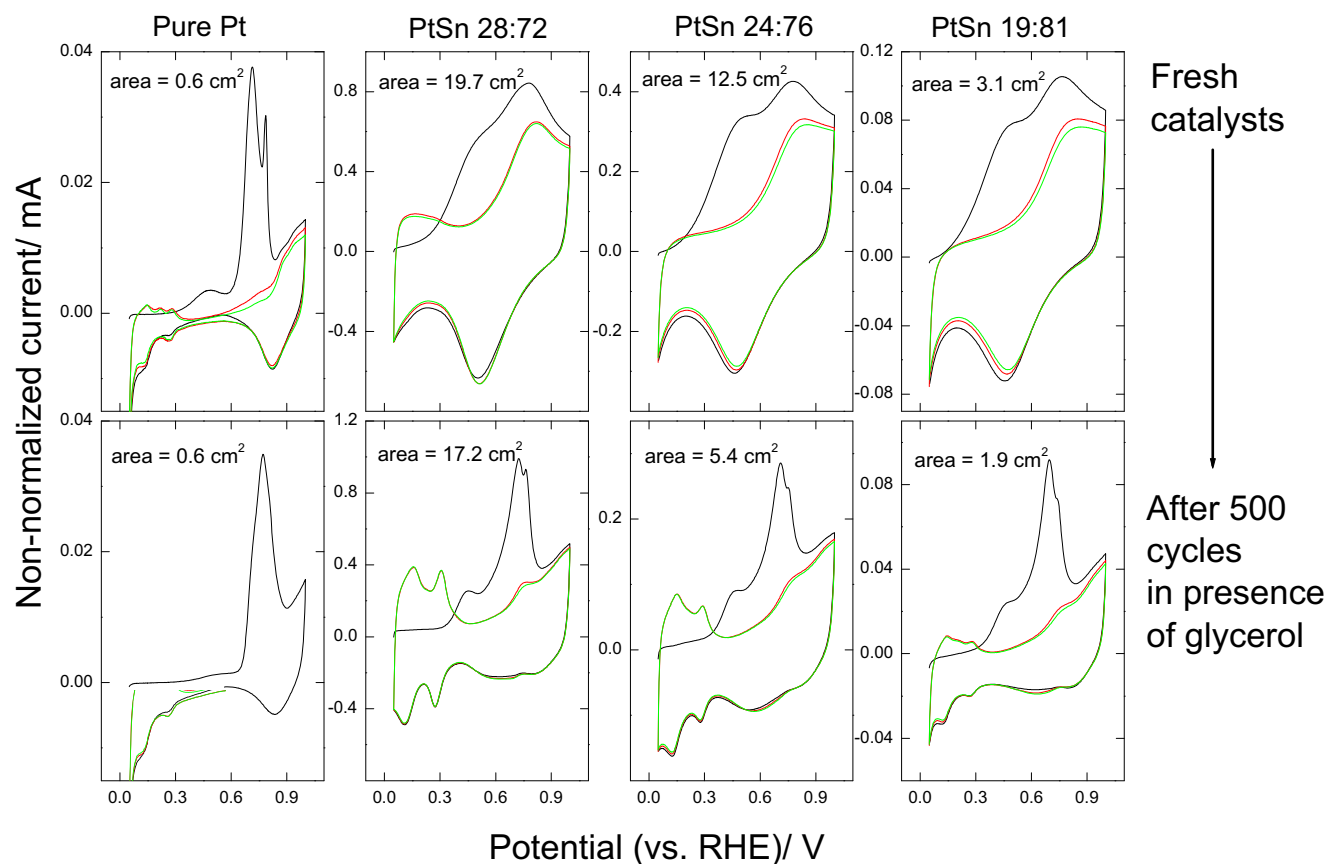 Pure Pt
PtSn 28:72
PtSn 24:76
PtSn 19:81
Non-normalized current/ mA
0.04
0.02
0.00
area = 0.6 cm²
0.8
0.4
0.0
-0.4
area = 19.7 cm²
0.4
0.2
0.0
-0.2
area = 12.5 cm²
0.12
0.08
0.04
0.00
-0.04
-0.08
area = 3.1 cm²
Fresh
catalysts
0.04
0.02
0.00
area = 0.6 cm²
0.0 0.3 0.6 0.9
1.2
0.8
0.4
0.0
-0.4
area = 17.2 cm²
0.0 0.3 0.6 0.9
0.2
0.0
area = 5.4 cm²
0.0 0.3 0.6 0.9
0.08
0.04
0.00
-0.04
area = 1.9 cm²
0.0 0.3 0.6 0.9
After 500
cycles
in presence
of glycerol
Potential (vs. RHE)/ V